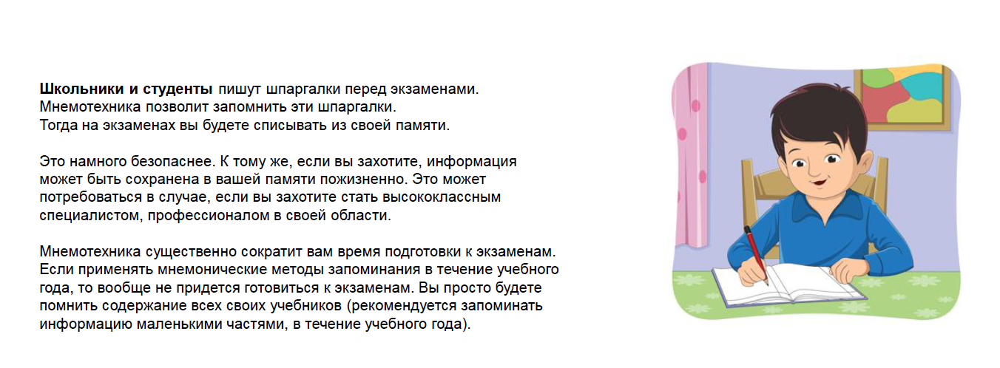 Школьники и студенты пишут шпаргалки перед экзаменами.
Мнемотехника позволит запомнить эти шпаргалки.
Тогда на экзаменах вы будете списывать из своей памяти.
Это намного безопаснее. К тому же, если вы захотите, информация
может быть сохранена в вашей памяти пожизненно. Это может
потребоваться в случае, если вы захотите стать высококлассным
специалистом, профессионалом в своей области.
Мнемотехника существенно сократит вам время подготовки к экзаменам.
Если применять мнемонические методы запоминания в течение учебного
года, то вообще не придется готовиться к экзаменам. Вы просто будете
помнить содержание всех своих учебников (рекомендуется запоминать
информацию маленькими частями, в течение учебного года).